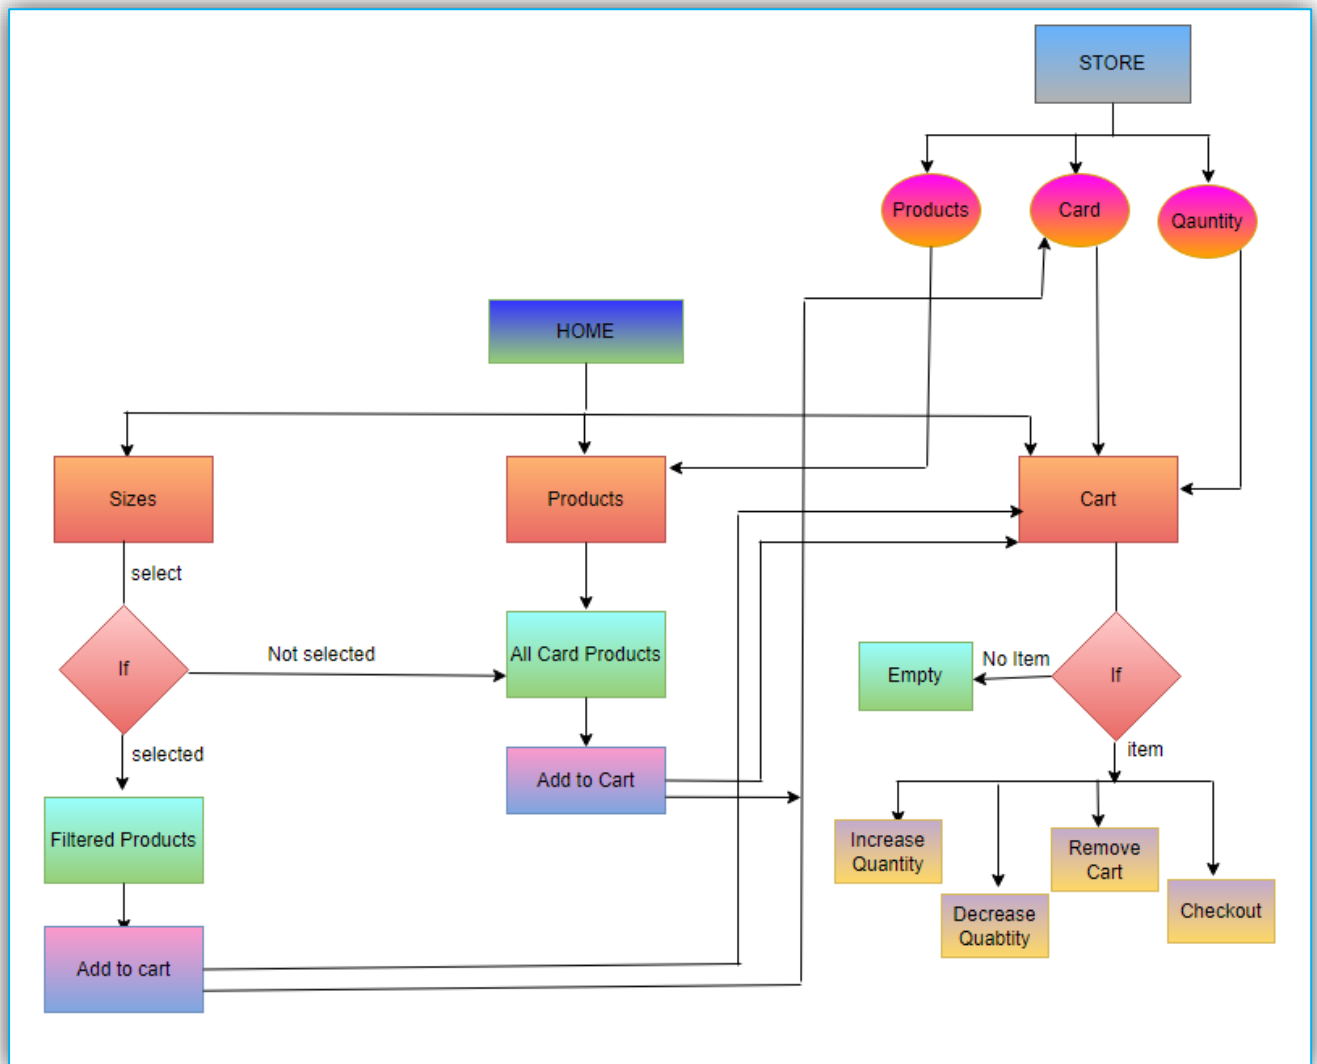 STORE
Products
Card
Qauntity
HOME
Sizes
Products
Cart
select
If
Not selected
All Card Products
Empty
No Item
If
selected
item
Add to Cart
Filtered Products
Increase
Quantity
Remove
Cart
Decrease
Quabtity
Checkout
Add to cart